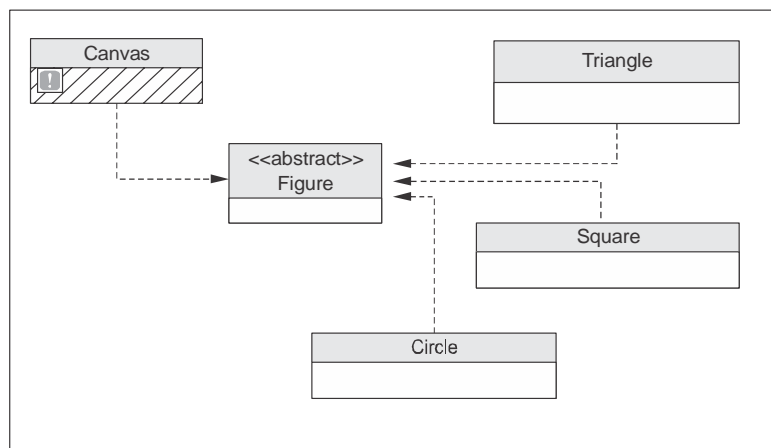 Canvas
!
Triangle
<<abstract>>
Figure
Square
Circle